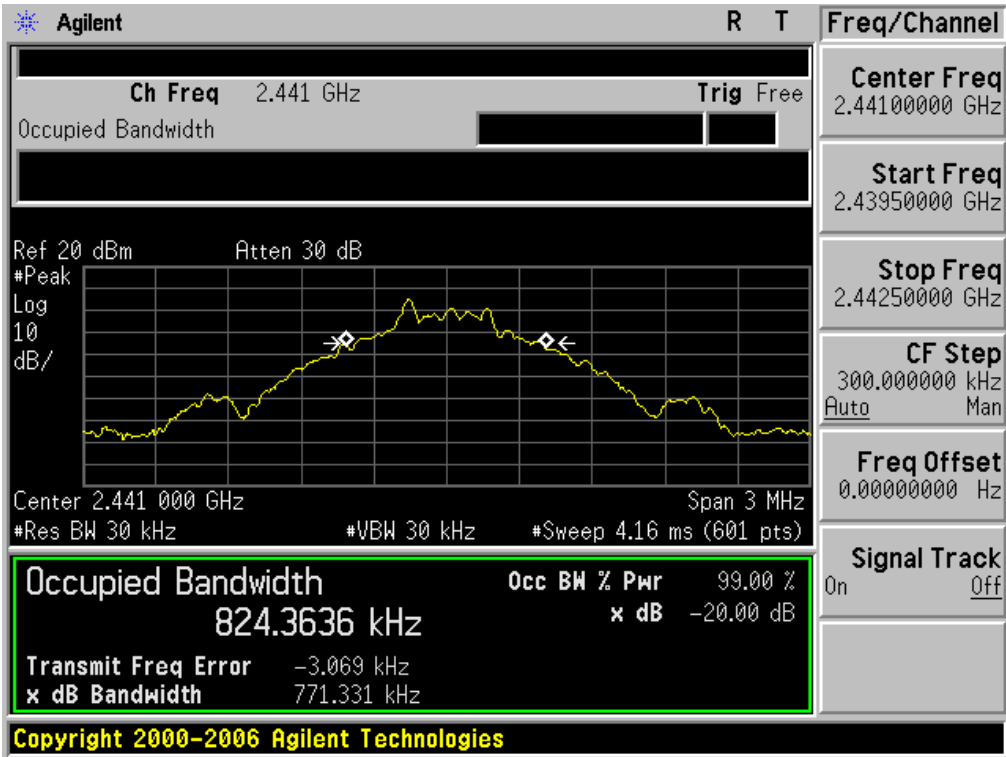 Agilent R T Freq/Channel
Ch Freq 2.441 GHz Trig Free
Occupied Bandwidth
Center Freq
2.44100000 GHz
Start Freq
2.43950000 GHz
Stop Freq
2.44250000 GHz
CF Step
300.000000 kHz
Auto Man
Freq Offset
0.00000000 Hz
Signal Track
On Off
Ref 20 dBm Atten 30 dB
#Peak
Log
10
dB/
Center 2.441 000 GHz Span 3 MHz
#Res BW 30 kHz #VBW 30 kHz #Sweep 4.16 ms (601 pts)
Occupied Bandwidth Occ BW % Pwr 99.00 %
824.3636 kHz x dB -20.00 dB
Transmit Freq Error -3.069 kHz
x dB Bandwidth 771.331 kHz
Copyright 2000-2006 Agilent Technologies